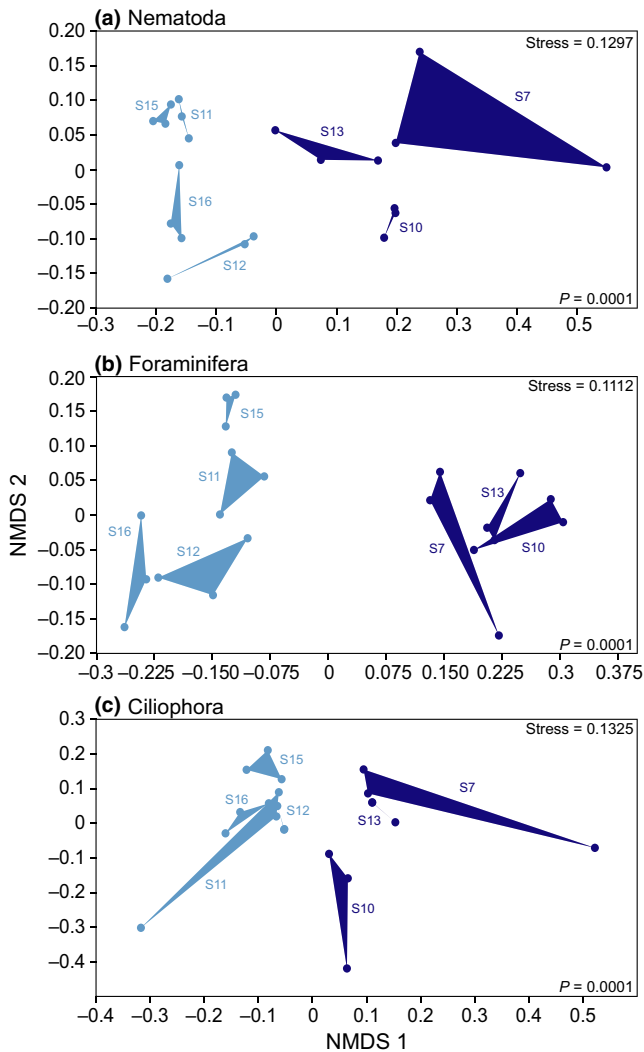 (a) Nematoda
Stress = 0.1297
0.20
0.15
0.10
0.05
0
–0.05
–0.10
–0.15
–0.20
S15
S11
S13
S7
S16
S10
S12
P = 0.0001
–0.3 –0.2 –0.1 0 0.1 0.2 0.3 0.4 0.5
(b) Foraminifera
Stress = 0.1112
0.20
0.15
0.10
0.05
0
–0.05
–0.10
–0.15
–0.20
NMDS 2
S15
S11
S16
S13
S12
S7
S10
P = 0.0001
–0.3 –0.225 –0.150 –0.075 0 0.075 0.150 0.225 0.3 0.375
(c) Ciliophora
Stress = 0.1325
0.3
0.2
0.1
0
–0.1
–0.2
–0.3
–0.4
S15
S7
S16
S12
S13
S11
S10
P = 0.0001
–0.4 –0.3 –0.2 –0.1 0 0.1 0.2 0.3 0.4 0.5
NMDS 1